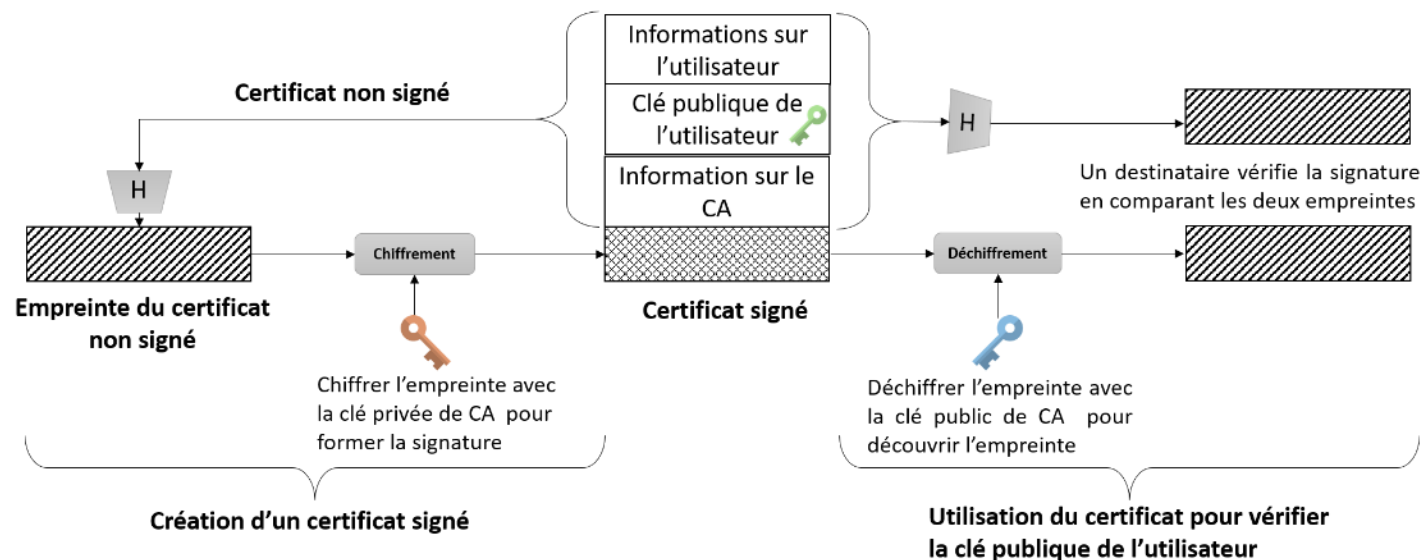 Informations sur
l'utilisateur
Certificat non signé
Clé publique de
l'utilisateur
H
H
Information sur le
CA
Un destinataire vérifie la signature
en comparant les deux empreintes
Chiffrement
Déchiffrement
Empreinte du certificat
non signé
Certificat signé
Chiffrer l'empreinte avec
la clé privée de CA pour
former la signature
Déchiffrer l'empreinte avec
la clé public de CA pour
découvrir l'empreinte
Création d'un certificat signé
Utilisation du certificat pour vérifier
la clé publique de l'utilisateur